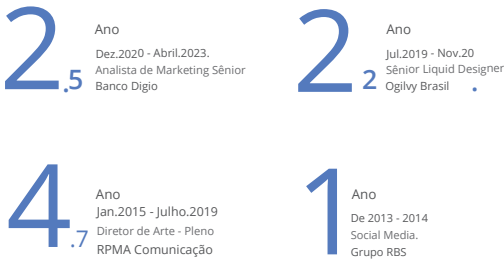 2.5
Ano
Dez.2020 - Abril.2023.
Analista de Marketing Sênior
Banco Digio
2 2 .
Ano
Jul.2019 - Nov.20
Sênior Liquid Designer
Ogilvy Brasil
4.7
Ano
Jan.2015 - Julho.2019
Diretor de Arte - Pleno
RPMA Comunicação
1
Ano
De 2013 - 2014
Social Media.
Grupo RBS